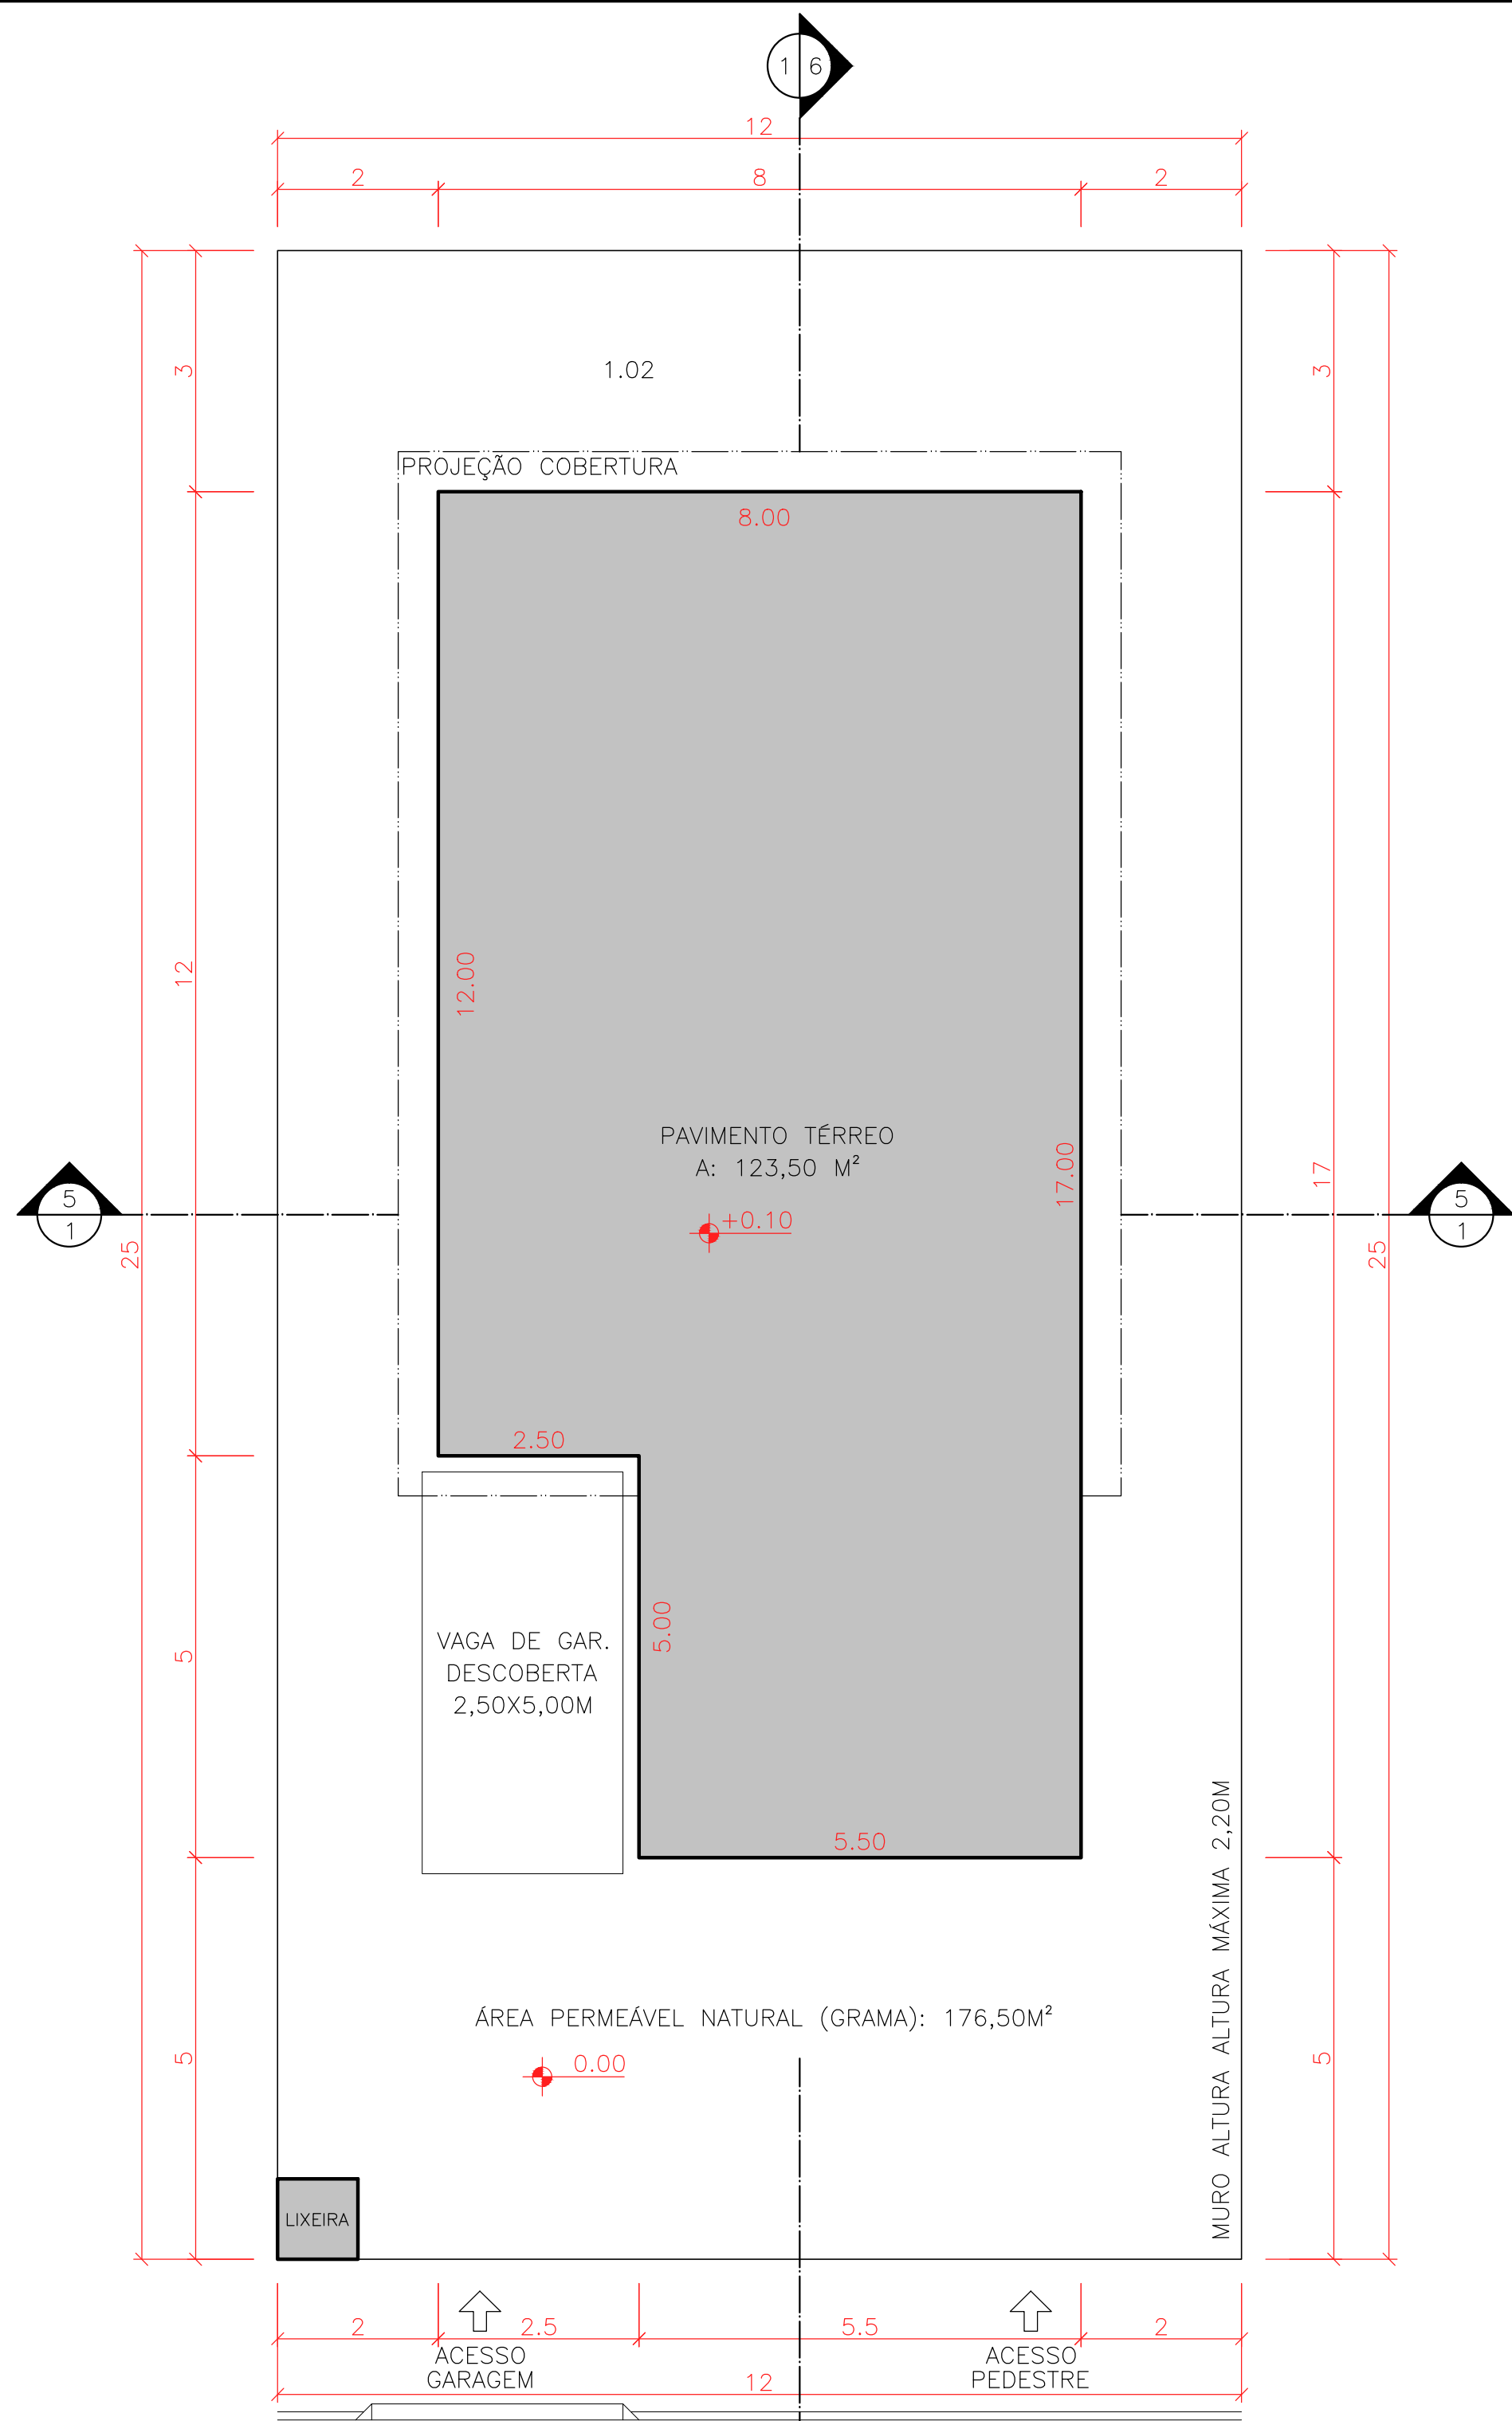 1 6
12
2 8 2
3
3
1.02
PROJEÇÃO COBERTURA
8.00
12
12.00
PAVIMENTO TÉRREO
A: 123,50 M²
17.00
17
+0.10
5
1
5
1
25
25
2.50
VAGA DE GAR.
DESCOBERTA
2,50X5,00M
5.00
5
5.50
MURO ALTURA ALTURA MÁXIMA 2,20M
ÁREA PERMEÁVEL NATURAL (GRAMA): 176,50M²
0.00
5
5
LIXEIRA
2 2.5 5.5 2
ACESSO
GARAGEM
ACESSO
PEDESTRE
12